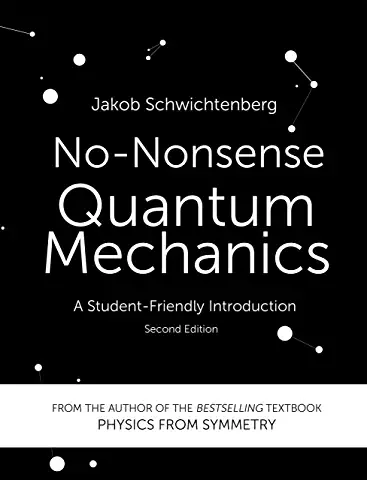 Jakob Schwichtenberg
No-Nonsense
Quantum
Mechanics
A Student-Friendly Introduction
Second Edition
FROM THE AUTHOR OF THE BESTSELLING TEXTBOOK
PHYSICS FROM SYMMETRY